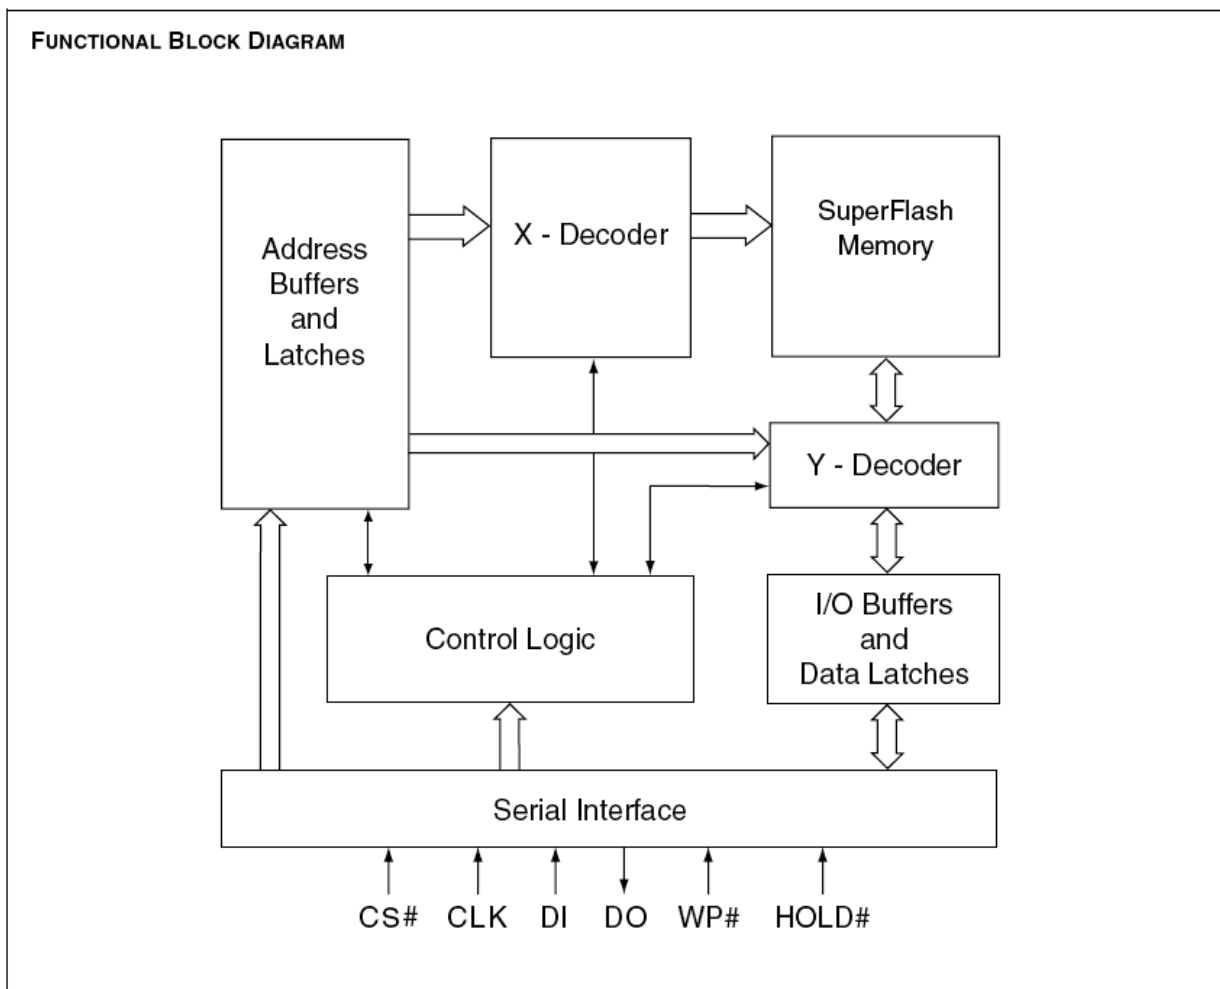 FUNCTIONAL BLOCK DIAGRAM
Address
Buffers
and
Latches
X - Decoder
SuperFlash
Memory
Y - Decoder
Control Logic
I/O Buffers
and
Data Latches
Serial Interface
CS# CLK DI DO WP# HOLD#